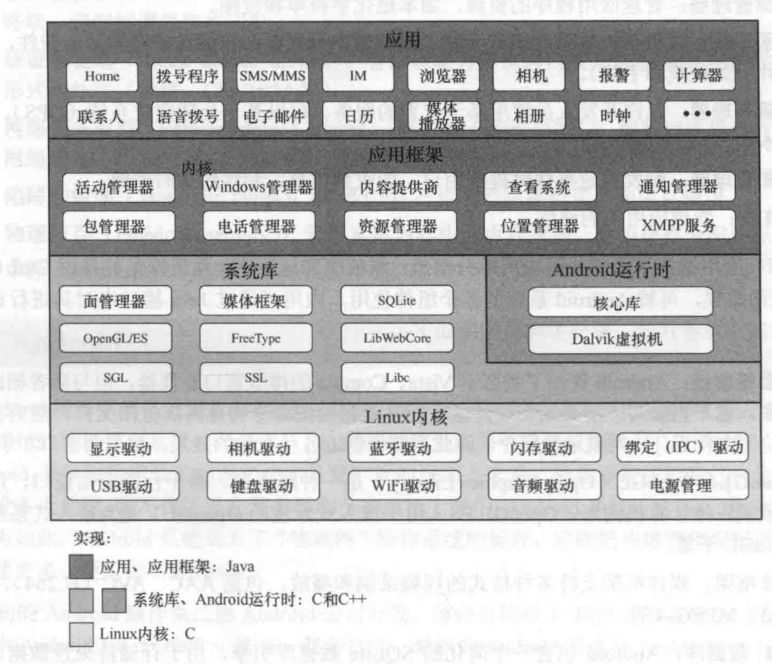 应用
Home 拨号程序 SMS/MMS IM 浏览器 相机 报警 计算器
联系人 语音拨号 电子邮件 日历 媒体播放器 相册 时钟 •••
应用框架
内核
活动管理器 Windows管理器 内容提供商 查看系统 通知管理器
包管理器 电话管理器 资源管理器 位置管理器 XMPP服务
系统库
面管理器 媒体框架 SQLite
OpenGL/ES FreeType LibWebCore
SGL SSL Libc
Android运行时
核心库
Dalvik虚拟机
Linux内核
显示驱动 相机驱动 蓝牙驱动 闪存驱动 绑定（IPC）驱动
USB驱动 键盘驱动 WiFi驱动 音频驱动 电源管理
实现：
应用、应用框架：Java
系统库、Android运行时：C和C++
Linux内核：C